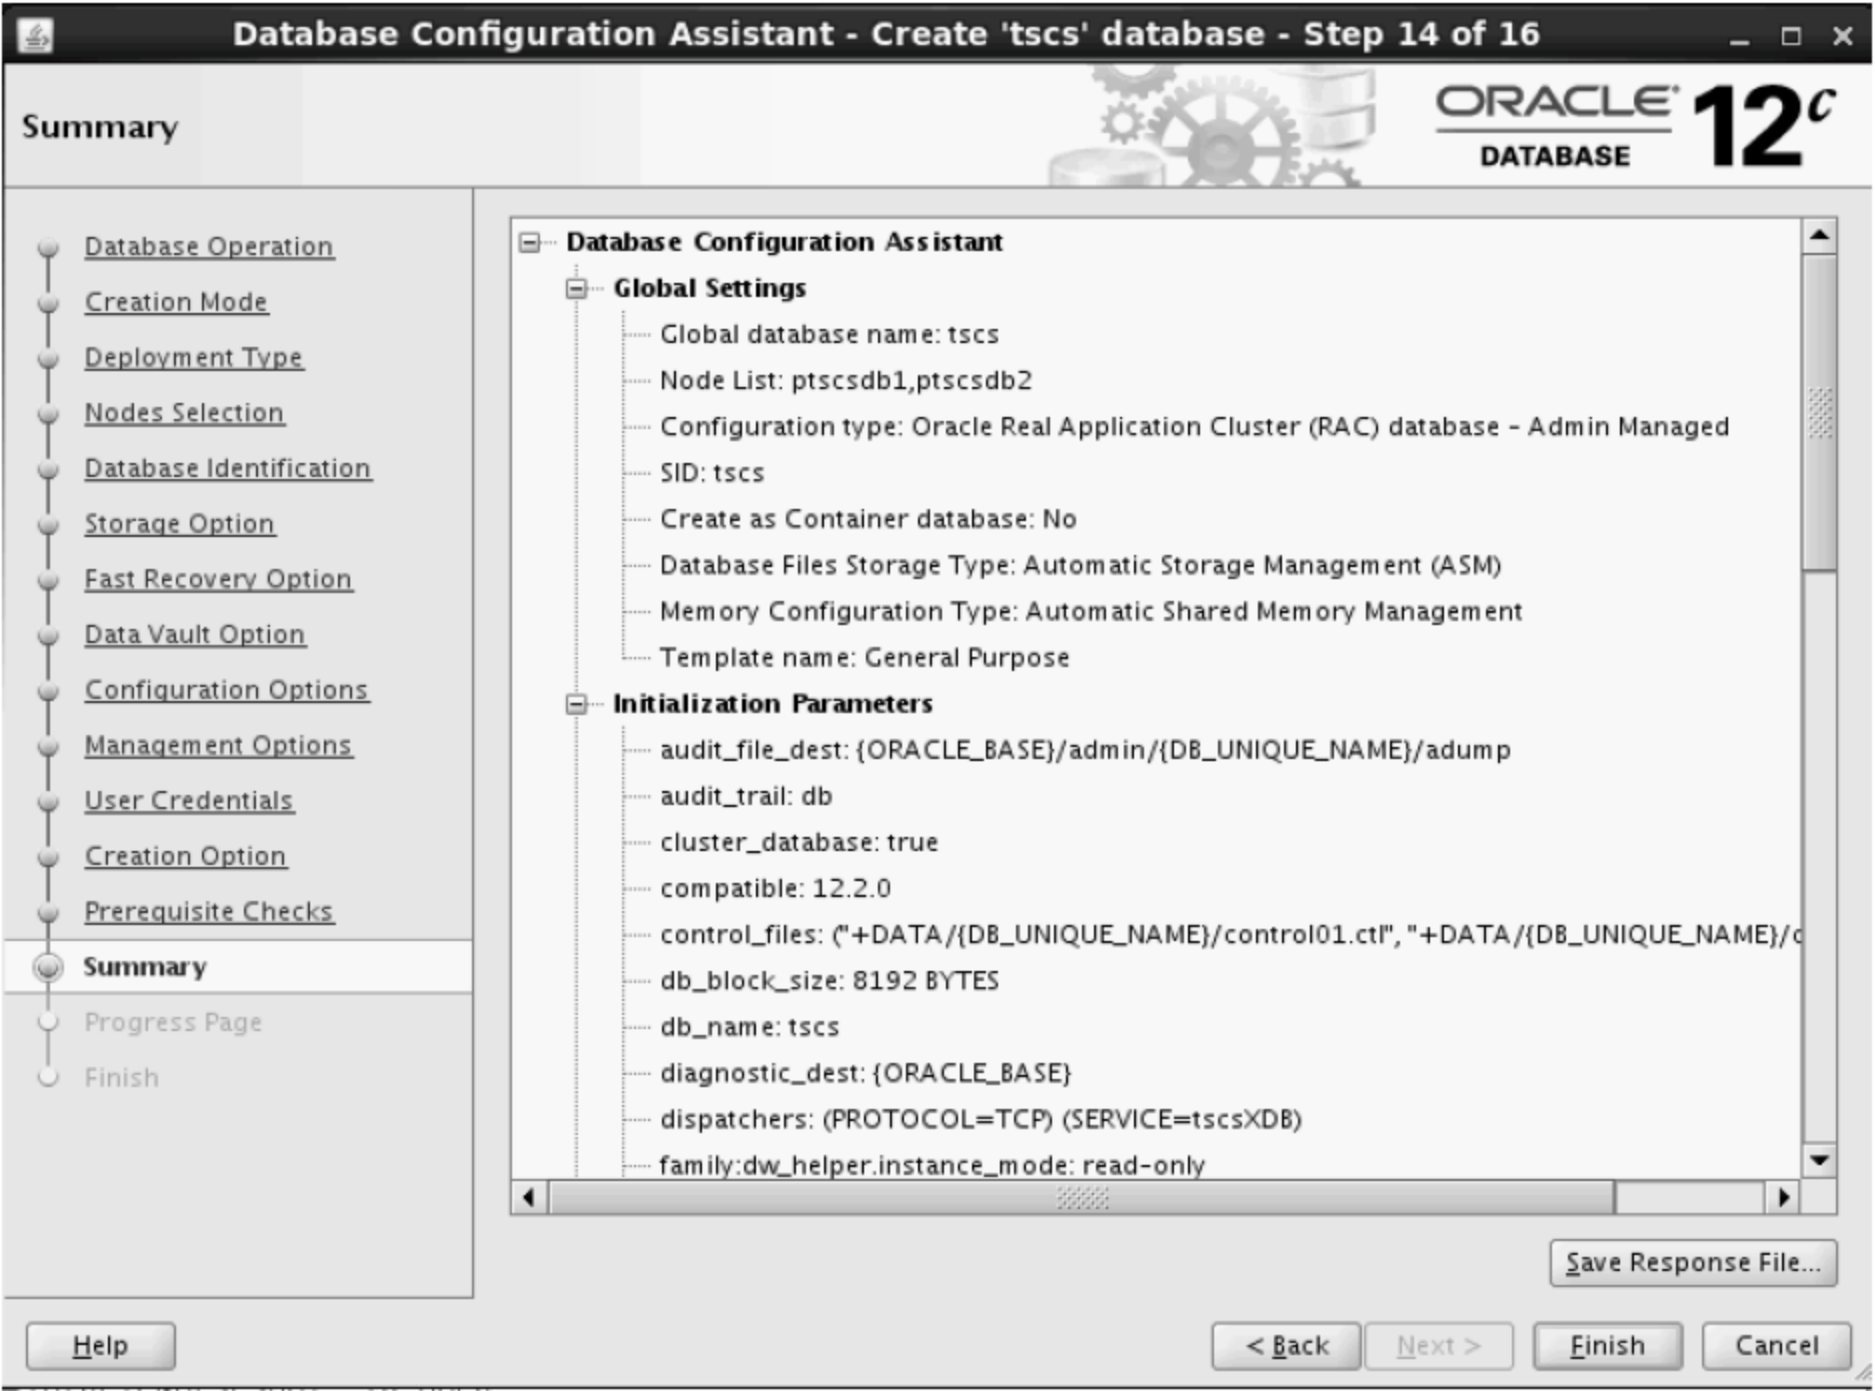 Database Configuration Assistant - Create 'tscs' database - Step 14 of 16
Summary
ORACLE
DATABASE
12c
Database Operation
Creation Mode
Deployment Type
Nodes Selection
Database Identification
Storage Option
Fast Recovery Option
Data Vault Option
Configuration Options
Management Options
User Credentials
Creation Option
Prerequisite Checks
Summary
Progress Page
Finish
Database Configuration Assistant
Global Settings
Global database name: tscs
Node List: ptscsdb1,ptscsdb2
Configuration type: Oracle Real Application Cluster (RAC) database - Admin Managed
SID: tscs
Create as Container database: No
Database Files Storage Type: Automatic Storage Management (ASM)
Memory Configuration Type: Automatic Shared Memory Management
Template name: General Purpose
Initialization Parameters
audit_file_dest: {ORACLE_BASE}/admin/{DB_UNIQUE_NAME}/adump
audit_trail: db
cluster_database: true
compatible: 12.2.0
control_files: ("+DATA/{DB_UNIQUE_NAME}/control01.ctl", "+DATA/{DB_UNIQUE_NAME}/c
db_block_size: 8192 BYTES
db_name: tscs
diagnostic_dest: {ORACLE_BASE}
dispatchers: (PROTOCOL=TCP) (SERVICE=tscsXDB)
family:dw_helper.instance_mode: read-only
Save Response File...
Help
< Back
Next >
Finish
Cancel